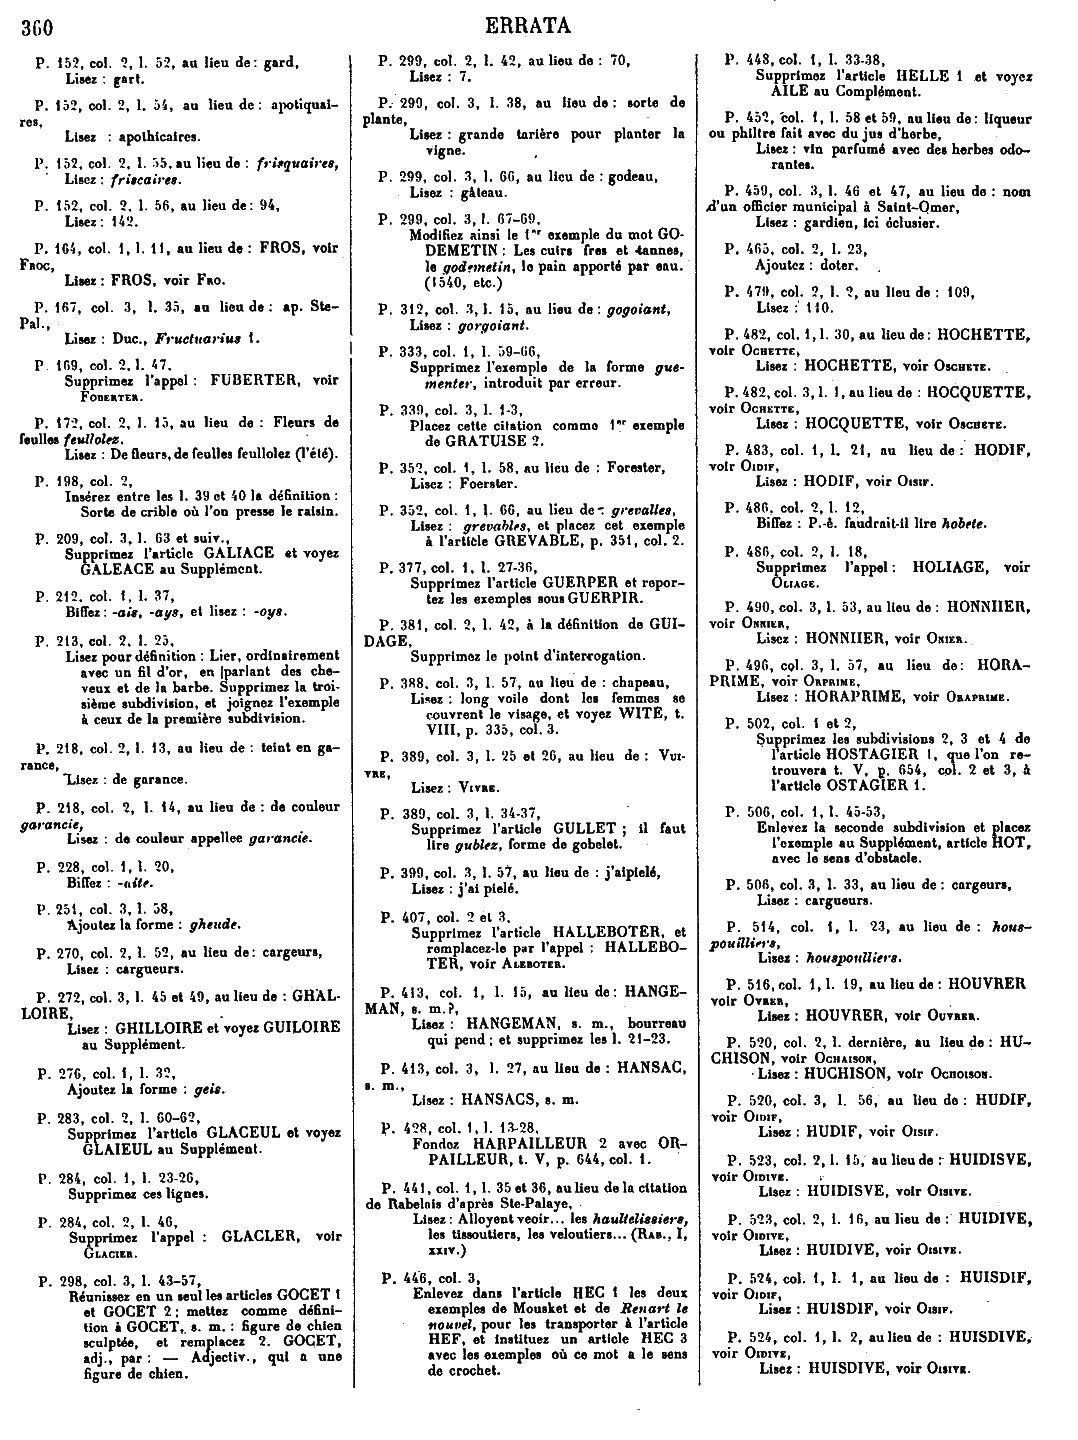 360
ERRATA
P. 152, col. 2, l. 52, au lieu de : gard,
Lisez : gart.
P. 152, col. 2, l. 54, au lieu de : apotiquai-
res,
Lisez : apothicaires.
P. 152, col. 2, l. 55, au lieu de : frisquaires,
Lisez : friscaires.
P. 152, col. 2, l. 56, au lieu de : 94,
Lisez : 142.
P. 164, col. 1, l. 11, au lieu de : FROS, voir
FROC,
Lisez : FROS, voir FRO.
P. 167, col. 3, l. 35, au lieu de : ap. Ste-
Pal.,
Lisez : Duc., Fructuarius 1.
P. 169, col. 2, l. 47,
Supprimez l'appel : FUBERTER, voir
FOBERTER.
P. 172, col. 2, l. 15, au lieu de : Fleurs de
feulles feullolez.
Lisez : De fleurs, de feulles feullolez (l'été).
P. 198, col. 2,
Insérez entre les l. 39 et 40 la définition :
Sorte de crible où l'on presse le raisin.
P. 209, col. 3, l. 63 et suiv.,
Supprimez l'article GALIACE et voyez
GALEACE au Supplément.
P. 212, col. 1, l. 37,
Biffez : -ais, -ays, et lisez : -oys.
P. 213, col. 2, l. 25,
Lisez pour définition : Lier, ordinairement
avec un fil d'or, en parlant des che-
veux et de la barbe. Supprimez la troi-
sième subdivision, et joignez l'exemple
à ceux de la première subdivision.
P. 218, col. 2, l. 13, au lieu de : teint en ga-
rance,
Lisez : de garance.
P. 218, col. 2, l. 14, au lieu de : de couleur
garancie,
Lisez : de couleur appellee garancie.
P. 228, col. 1, l. 20,
Biffez : -aite.
P. 251, col. 3, l. 58,
Ajoutez la forme : gheude.
P. 270, col. 2, l. 52, au lieu de : cargeurs,
Lisez : cargueurs.
P. 272, col. 3, l. 45 et 49, au lieu de : GHAL-
LOIRE,
Lisez : GHILLOIRE et voyez GUILOIRE
au Supplément.
P. 276, col. 1, l. 32,
Ajoutez la forme : geis.
P. 283, col. 2, l. 60-62,
Supprimez l'article GLACEUL et voyez
GLAIEUL au Supplément.
P. 284, col. 1, l. 23-26,
Supprimez ces lignes.
P. 284, col. 2, l. 46,
Supprimez l'appel : GLACLER, voir
GLACIER.
P. 298, col. 3, l. 43-57,
Réunissez en un seul les articles GOCET 1
et GOCET 2 ; mettez comme défini-
tion à GOCET, s. m. : figure de chien
sculptée, et remplacez 2. GOCET,
adj., par : — Adjectiv., qui a une
figure de chien.
P. 299, col. 2, l. 42, au lieu de : 70,
Lisez : 7.
P. 299, col. 3, l. 38, au lieu de : sorte de
plante,
Lisez : grande tarière pour planter la
vigne.
P. 299, col. 3, l. 66, au lieu de : godeau,
Lisez : gâteau.
P. 299, col. 3, l. 67-69,
Modifiez ainsi le 1er exemple du mot GO-
DEMETIN : Les cuirs fres et tannes,
le godemetin, le pain apporté par eau.
(1540, etc.)
P. 312, col. 3, l. 15, au lieu de : gogoiant,
Lisez : gorgoiant.
P. 333, col. 1, l. 59-66,
Supprimez l'exemple de la forme gue-
menter, introduit par erreur.
P. 339, col. 3, l. 1-3,
Placez cette citation comme 1er exemple
de GRATUISE 2.
P. 352, col. 1, l. 58, au lieu de : Forester,
Lisez : Foerster.
P. 352, col. 1, l. 66, au lieu de : grevalles,
Lisez : grevables, et placez cet exemple
à l'article GREVABLE, p. 351, col. 2.
P. 377, col. 1, l. 27-36,
Supprimez l'article GUERPER et repor-
tez les exemples sous GUERPIR.
P. 381, col. 2, l. 42, à la définition de GUI-
DAGE,
Supprimez le point d'interrogation.
P. 388, col. 3, l. 57, au lieu de : chapeau,
Lisez : long voile dont les femmes se
couvrent le visage, et voyez WITE, t.
VIII, p. 335, col. 3.
P. 389, col. 3, l. 25 et 26, au lieu de : VUI-
TRE,
Lisez : VIVRE.
P. 389, col. 3, l. 34-37,
Supprimez l'article GULLET ; il faut
lire gublez, forme de gobelet.
P. 399, col. 3, l. 57, au lieu de : j'aipielé,
Lisez : j'ai pielé.
P. 407, col. 2 et 3,
Supprimez l'article HALLEBOTER, et
remplacez-le par l'appel : HALLEBO-
TER, voir ALEBOTER.
P. 413, col. 1, l. 15, au lieu de : HANGE-
MAN, s. m.?,
Lisez : HANGEMAN, s. m., bourreau
qui pend ; et supprimez les l. 21-23.
P. 413, col. 3, l. 27, au lieu de : HANSAC,
s. m.,
Lisez : HANSACS, s. m.
P. 428, col. 1, l. 13-28,
Fondez HARPAILLEUR 2 avec OR-
PAILLEUR, t. V, p. 644, col. 1.
P. 441, col. 1, l. 35 et 36, au lieu de la citation
de Rabelais d'après Ste-Palaye,
Lisez : Alloyent veoir... les haultelissiers,
les tissoutiers, les veloutiers... (RAB., I,
XXIV.)
P. 446, col. 3,
Enlevez dans l'article HEC 1 les deux
exemples de Mousket et de Renart le
nouvel, pour les transporter à l'article
HEF, et instituez un article HEC 3
avec les exemples où ce mot a le sens
de crochet.
P. 448, col. 1, l. 33-38,
Supprimez l'article HELLE 1 et voyez
AILE au Complément.
P. 452, col. 1, l. 58 et 59, au lieu de : liqueur
ou philtre fait avec du jus d'herbe,
Lisez : vin parfumé avec des herbes odo-
rantes.
P. 459, col. 3, l. 46 et 47, au lieu de : nom
d'un officier municipal à Saint-Omer,
Lisez : gardien, ici éclusier.
P. 465, col. 2, l. 23,
Ajoutez : doter.
P. 479, col. 2, l. 2, au lieu de : 109,
Lisez : 110.
P. 482, col. 1, l. 30, au lieu de : HOCHETTE,
voir OCHETTE,
Lisez : HOCHETTE, voir OSCHETE.
P. 482, col. 3, l. 1, au lieu de : HOCQUETTE,
voir OCHETTE,
Lisez : HOCQUETTE, voir OSCHETE.
P. 483, col. 1, l. 21, au lieu de : HODIF,
voir OIDIF,
Lisez : HODIF, voir OISIF.
P. 486, col. 2, l. 12,
Biffez : P.-ê. faudrait-il lire hobete.
P. 486, col. 2, l. 18,
Supprimez l'appel : HOLIAGE, voir
OLIAGE.
P. 490, col. 3, l. 53, au lieu de : HONNIIER,
voir ONNIER,
Lisez : HONNIIER, voir ONIER.
P. 496, col. 3, l. 57, au lieu de : HORA-
PRIME, voir ORPRIME,
Lisez : HORAPRIME, voir ORAPRIME.
P. 502, col. 1 et 2,
Supprimez les subdivisions 2, 3 et 4 de
l'article HOSTAGIER 1, que l'on re-
trouvera t. V, p. 654, col. 2 et 3, à
l'article OSTAGIER 1.
P. 506, col. 1, l. 45-53,
Enlevez la seconde subdivision et placez
l'exemple au Supplément, article HOT,
avec le sens d'obstacle.
P. 506, col. 3, l. 33, au lieu de : cargeurs,
Lisez : cargueurs.
P. 514, col. 1, l. 23, au lieu de : hous-
pouilliers,
Lisez : houspoulliers.
P. 516, col. 1, l. 19, au lieu de : HOUVRER
voir OVRER,
Lisez : HOUVRER, voir OUVRER.
P. 520, col. 2, l. dernière, au lieu de : HU-
CHISON, voir OCHAISON,
Lisez : HUCHISON, voir OCHOISON.
P. 520, col. 3, l. 56, au lieu de : HUDIF,
voir OIDIF,
Lisez : HUDIF, voir OISIF.
P. 523, col. 2, l. 15, au lieu de : HUIDISVE,
voir OIDIVE.
Lisez : HUIDISVE, voir OISIVE.
P. 523, col. 2, l. 16, au lieu de : HUIDIVE,
voir OIDIVE,
Lisez : HUIDIVE, voir OISIVE.
P. 524, col. 1, l. 1, au lieu de : HUISDIF,
voir OIDIF,
Lisez : HUISDIF, voir OISIF.
P. 524, col. 1, l. 2, au lieu de : HUISDIVE,
voir OIDIVE,
Lisez : HUISDIVE, voir OISIVE.